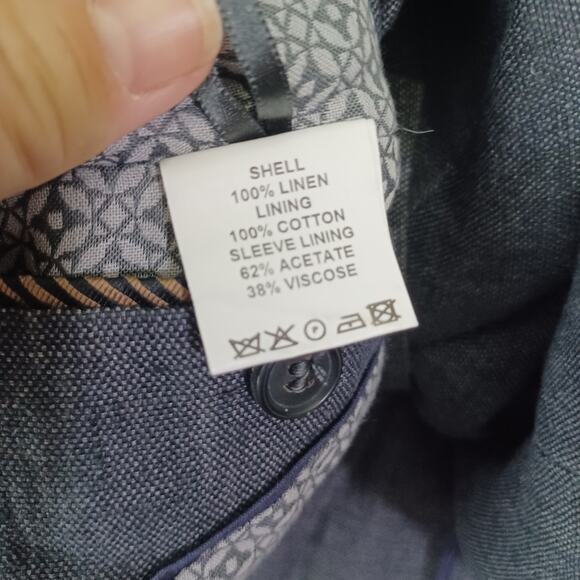 SHELL
100% LINEN
LINING
100% COTTON
SLEEVE LINING
62% ACETATE
38% VISCOSE
P